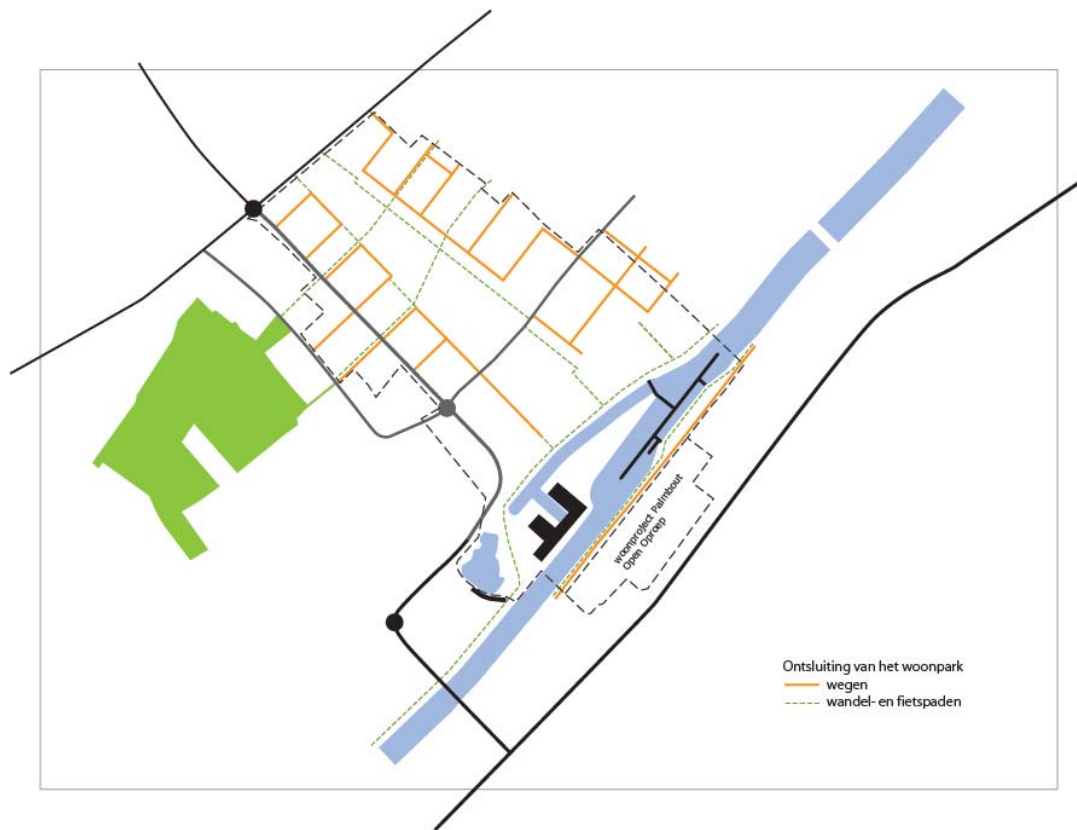 woonproject Palmbout
Open Oproep
Ontsluiting van het woonpark
wegen
wandel- en fietspaden